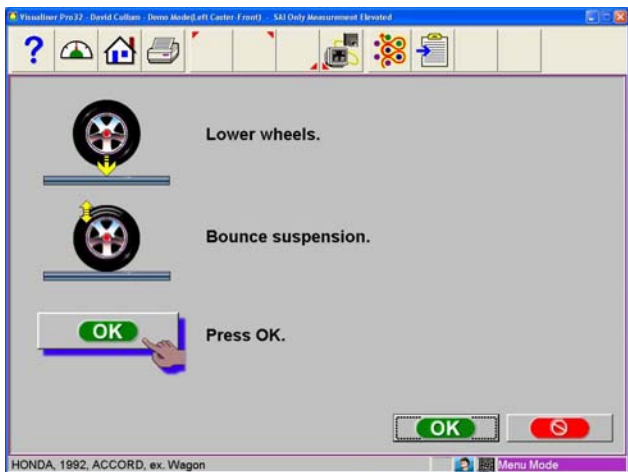 Visualiner Pro32 - David Cullum - Demo Mode(Left Caster-Front) - SAI Only Measurement Elevated
?
Lower wheels.
Bounce suspension.
OK
Press OK.
OK
HONDA, 1992, ACCORD, ex. Wagon
Menu Mode